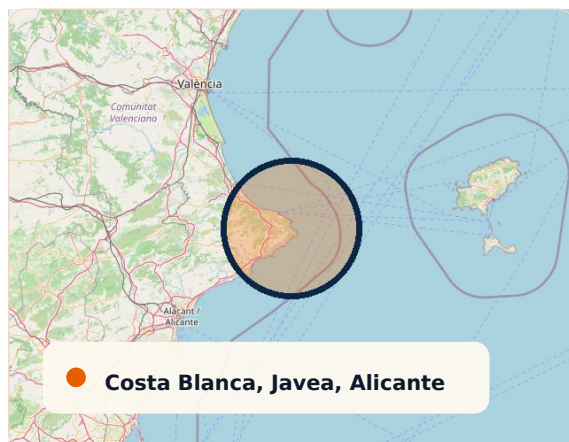 València
Comunitat
Valenciana
Alacant /
Alicante
Costa Blanca, Javea, Alicante